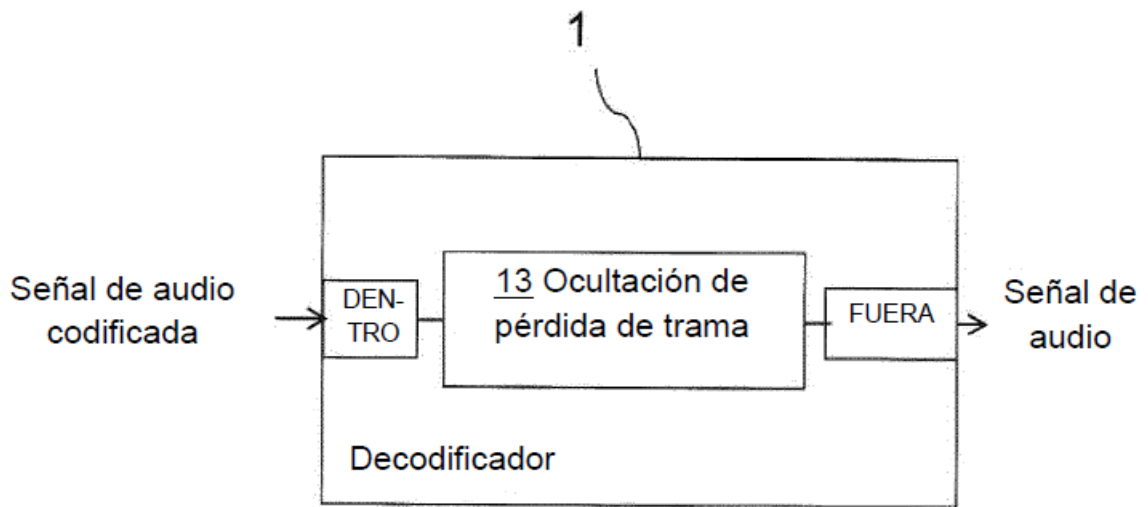 1
Señal de audio
codificada
DEN-
TRO
13 Ocultación de
pérdida de trama
FUERA
Señal de
audio
Decodificador